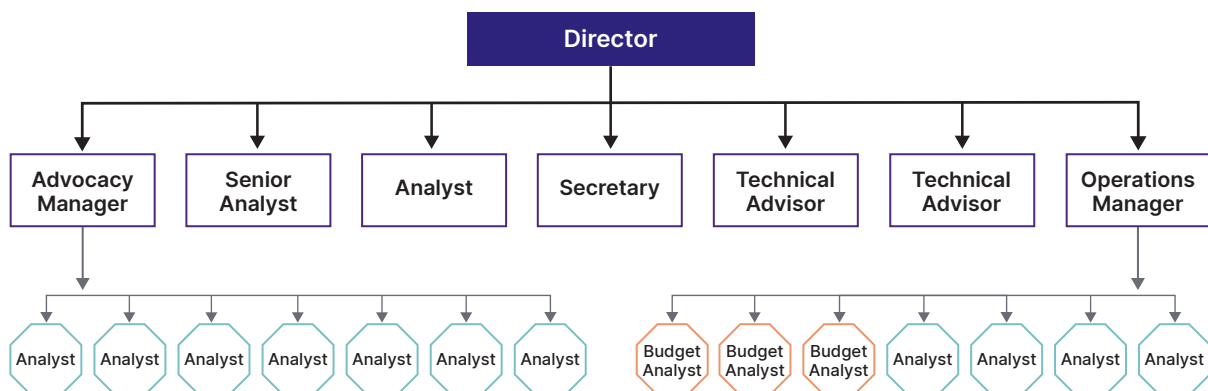 Director
Advocacy
Manager
Senior
Analyst
Analyst
Secretary
Technical
Advisor
Technical
Advisor
Operations
Manager
Analyst
Analyst
Analyst
Analyst
Analyst
Analyst
Analyst
Budget
Analyst
Budget
Analyst
Budget
Analyst
Analyst
Analyst
Analyst
Analyst